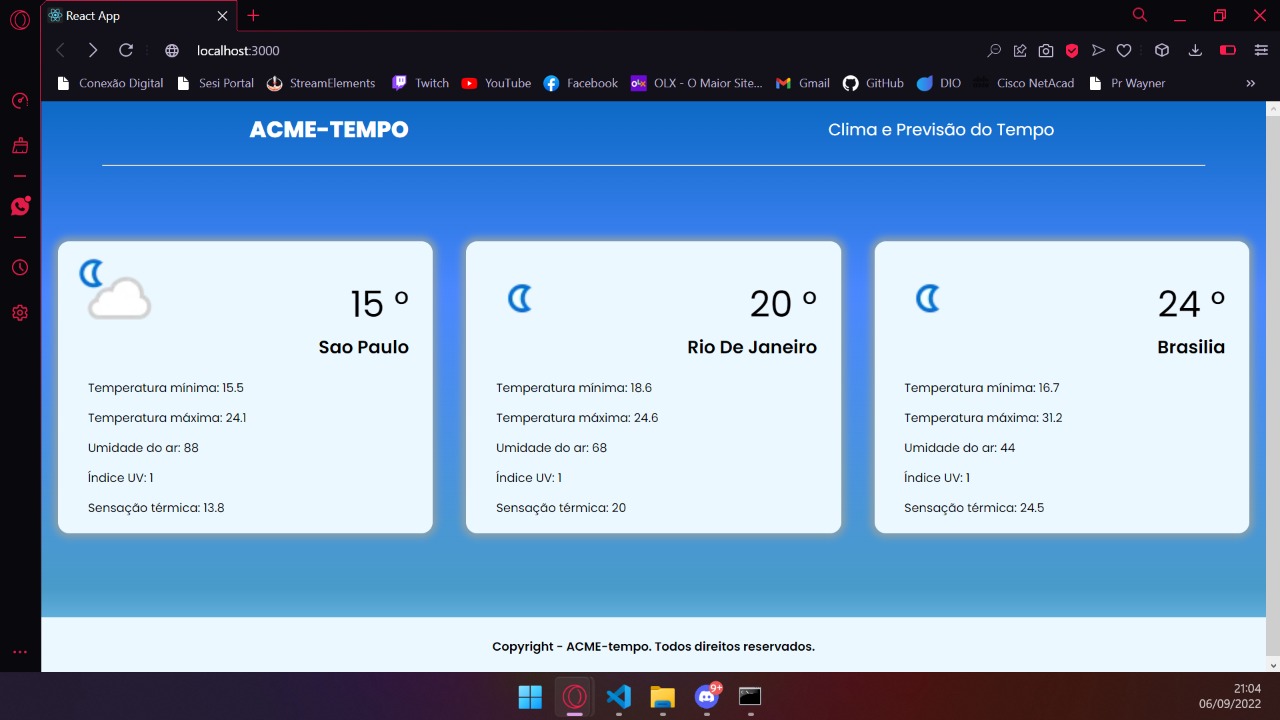 React App
localhost:3000
Conexão Digital Sesi Portal StreamElements Twitch YouTube Facebook OLX - O Maior Site... Gmail GitHub DIO Cisco NetAcad Pr Wayner
ACME-TEMPO Clima e Previsão do Tempo
15 º
Sao Paulo
Temperatura mínima: 15.5
Temperatura máxima: 24.1
Umidade do ar: 88
Índice UV: 1
Sensação térmica: 13.8
20 º
Rio De Janeiro
Temperatura mínima: 18.6
Temperatura máxima: 24.6
Umidade do ar: 68
Índice UV: 1
Sensação térmica: 20
24 º
Brasilia
Temperatura mínima: 16.7
Temperatura máxima: 31.2
Umidade do ar: 44
Índice UV: 1
Sensação térmica: 24.5
Copyright - ACME-tempo. Todos direitos reservados.
9+
21:04
06/09/2022